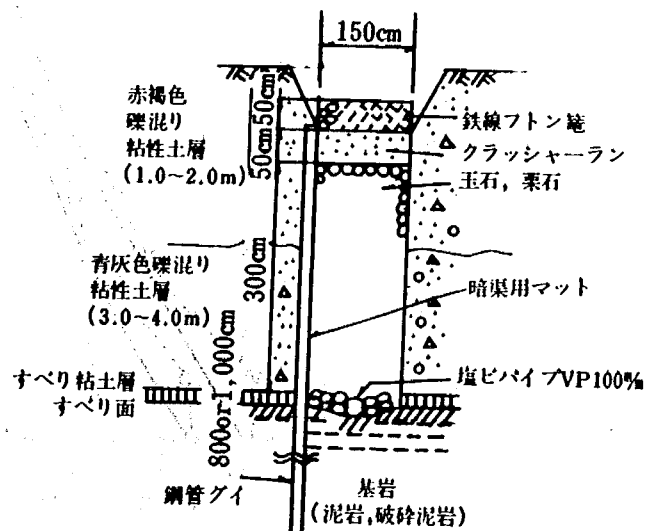 150cm
赤褐色
礫混り
粘性土層
(1.0~2.0m)
50cm
50cm
鉄線フトン篭
クラッシャーラン
玉石，栗石
青灰色礫混り
粘性土層
(3.0~4.0m)
300cm
暗渠用マット
800or1,000cm
すべり粘土層
すべり面
塩ビパイプVP100㎜
鋼管グイ
基岩
(泥岩,破砕泥岩)